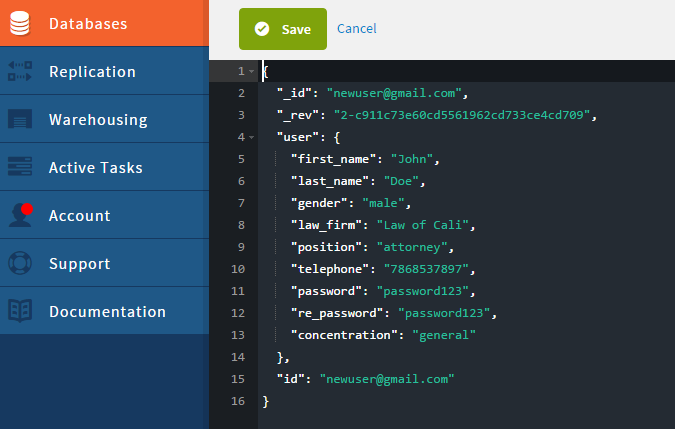 Databases
Replication
Warehousing
Active Tasks
Account
Support
Documentation
Save Cancel
1 {
2 "_id": "newuser@gmail.com",
3 "_rev": "2-c911c73e60cd5561962cd733ce4cd709",
4 "user": {
5 "first_name": "John",
6 "last_name": "Doe",
7 "gender": "male",
8 "law_firm": "Law of Cali",
9 "position": "attorney",
10 "telephone": "7868537897",
11 "password": "password123",
12 "re_password": "password123",
13 "concentration": "general"
14 },
15 "id": "newuser@gmail.com"
16 }